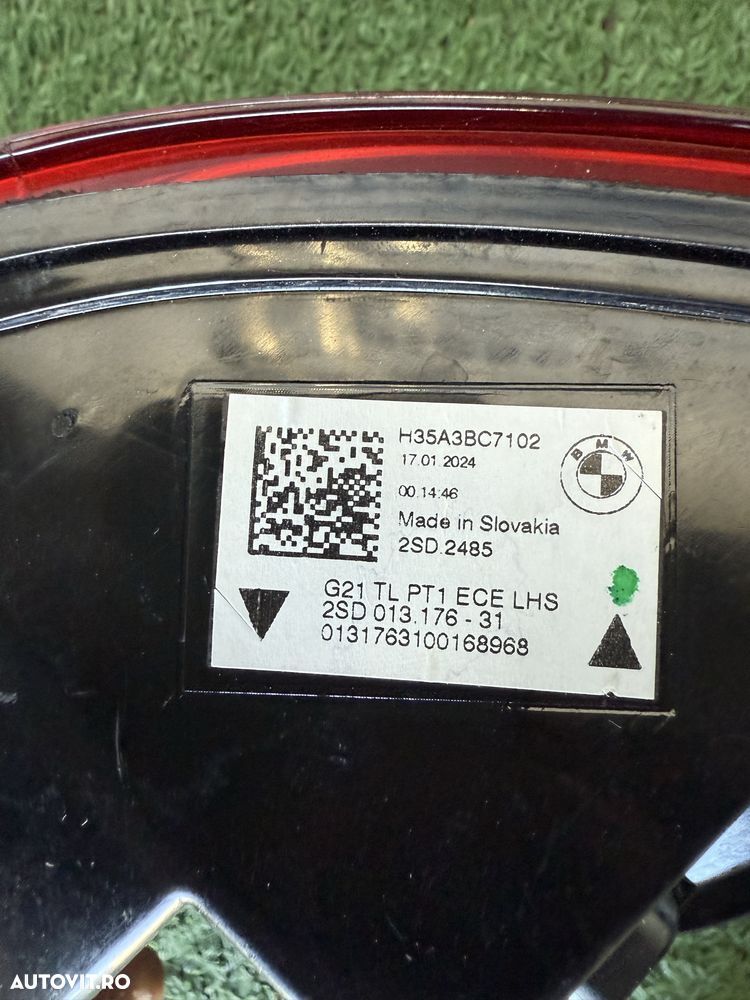 H35A3BC7102
17.01.2024
BMW
00.14:46
Made in Slovakia
2SD.2485
G21 TL PT1 ECE LHS
2SD 013.176 - 31
0131763100168968
AUTOVIT.RO